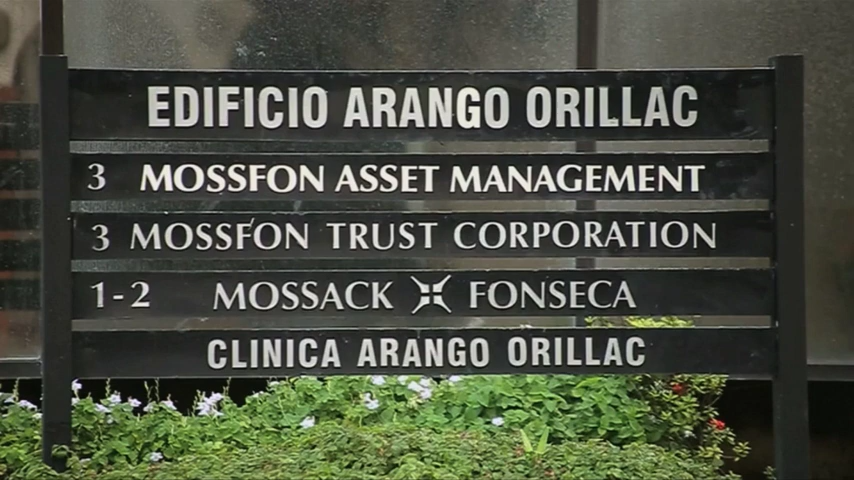 EDIFICIO ARANGO ORILLAC
3 MOSSFON ASSET MANAGEMENT
3 MOSSFON TRUST CORPORATION
1-2 MOSSACK FONSECA
CLINICA ARANGO ORILLAC